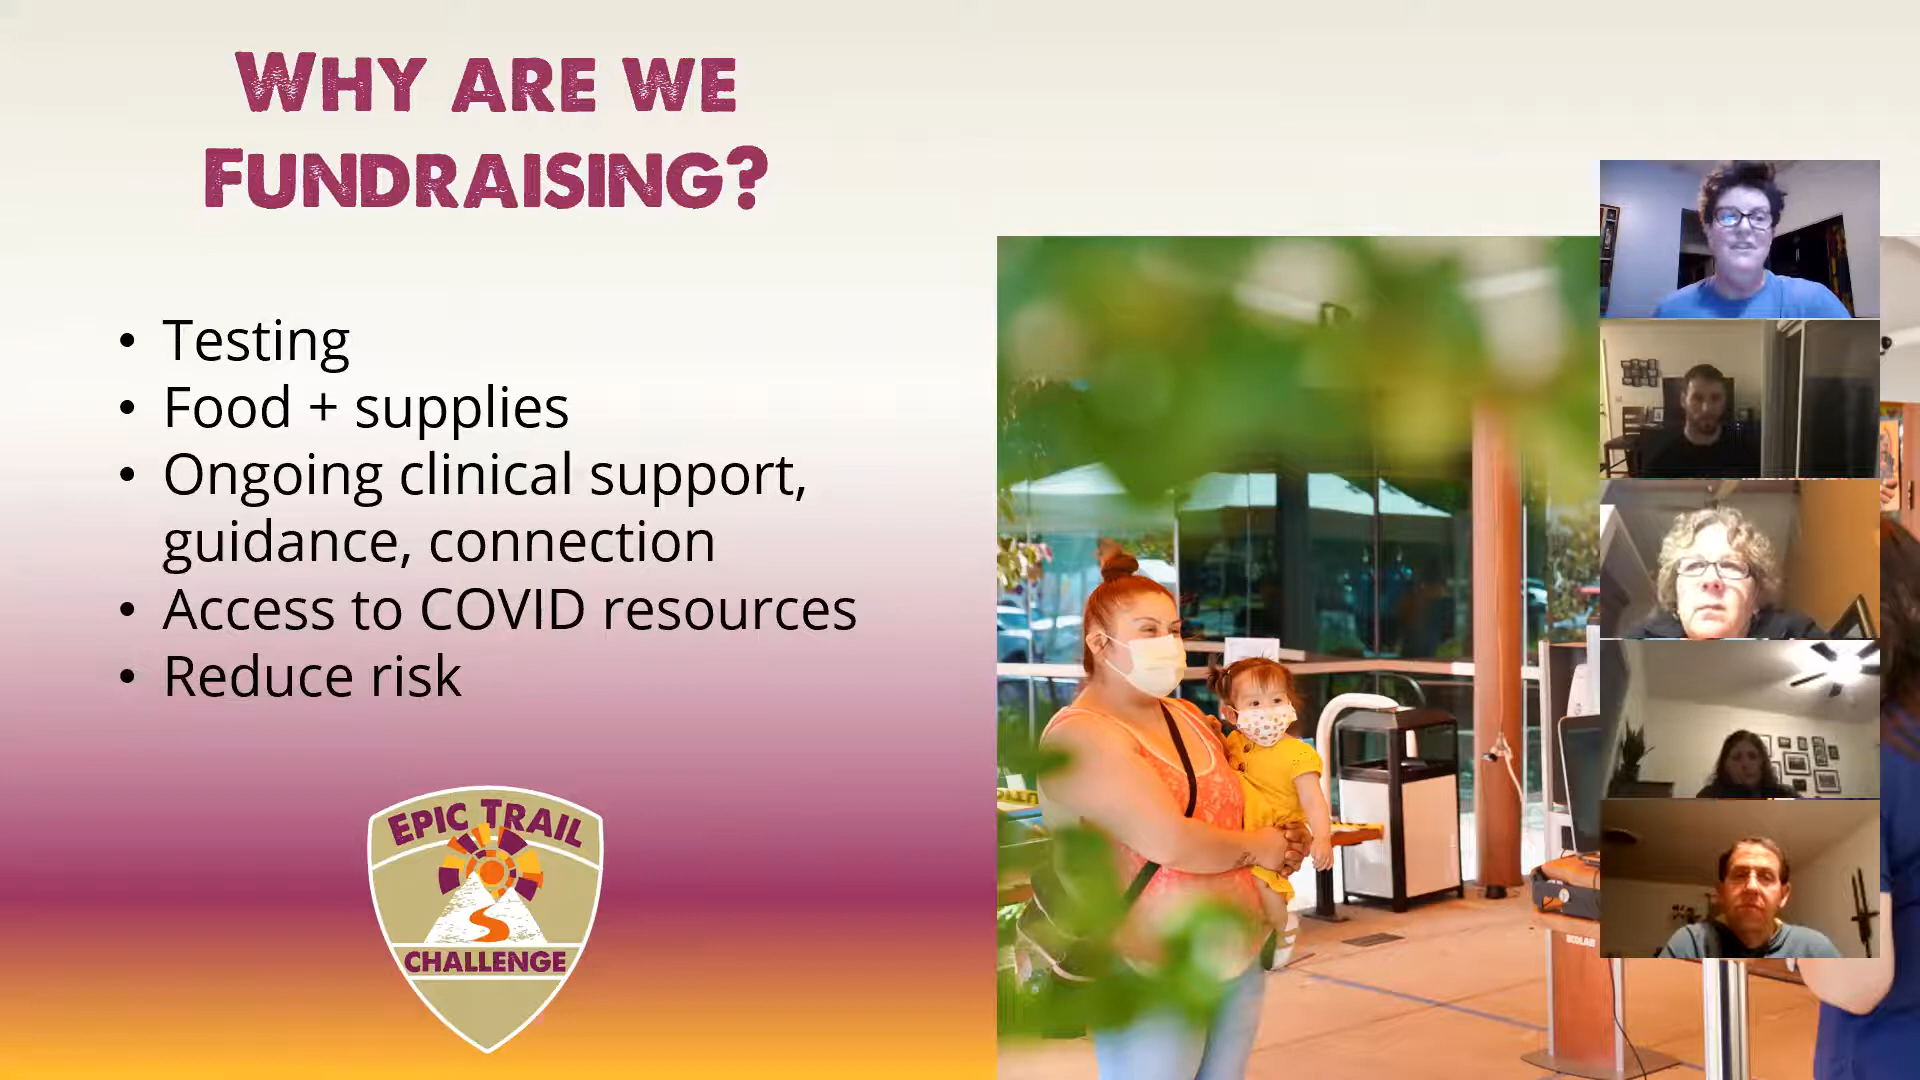 WHY ARE WE
FUNDRAISING?
• Testing
• Food + supplies
• Ongoing clinical support,
guidance, connection
• Access to COVID resources
• Reduce risk
EPIC TRAIL
CHALLENGE
ECOLAB